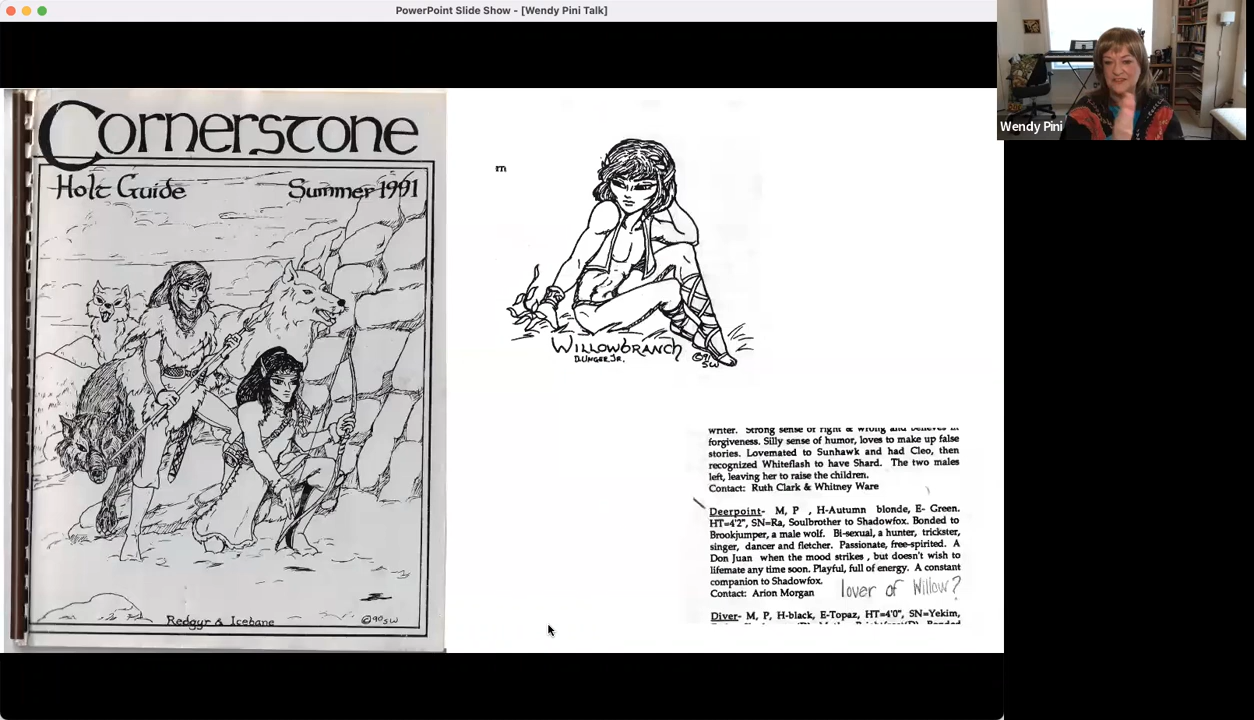 PowerPoint Slide Show - [Wendy Pini Talk]
Wendy Pini
Cornerstone
Holt Guide Summer 1991
Redgyr & Icebane ©90 SW
m
WILLOWBRANCH
D. UNGER, JR. ©91 SW
writer. Strong sense of right & wrong and believes in
forgiveness. Silly sense of humor, loves to make up false
stories. Lovemated to Sunhawk and had Cleo, then
recognized Whiteflash to have Shard. The two males
left, leaving her to raise the children.
Contact: Ruth Clark & Whitney Ware
Deerpoint- M, P , H-Autumn blonde, E- Green.
HT=4'2", SN=Ra, Soulbrother to Shadowfox. Bonded to
Brookjumper, a male wolf. Bi-sexual, a hunter, trickster,
singer, dancer and fletcher. Passionate, free-spirited. A
Don Juan when the mood strikes , but doesn't wish to
lifemate any time soon. Playful, full of energy. A constant
companion to Shadowfox.
Contact: Arion Morgan lover of Willow?
Diver- M, P, H-black, E-Topaz, HT=4'0", SN=Yekim,